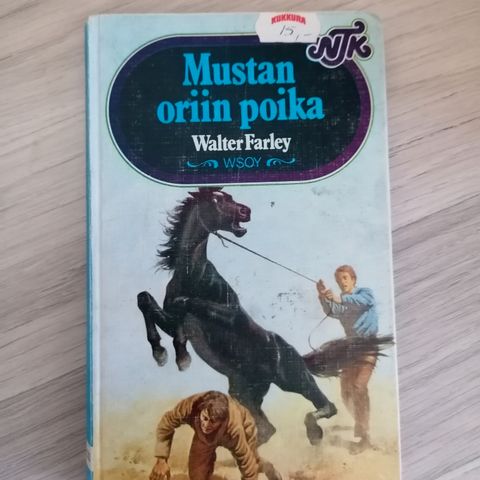 KUKKURA
15,-
NJK
Mustan
oriin poika
Walter Farley
WSOY